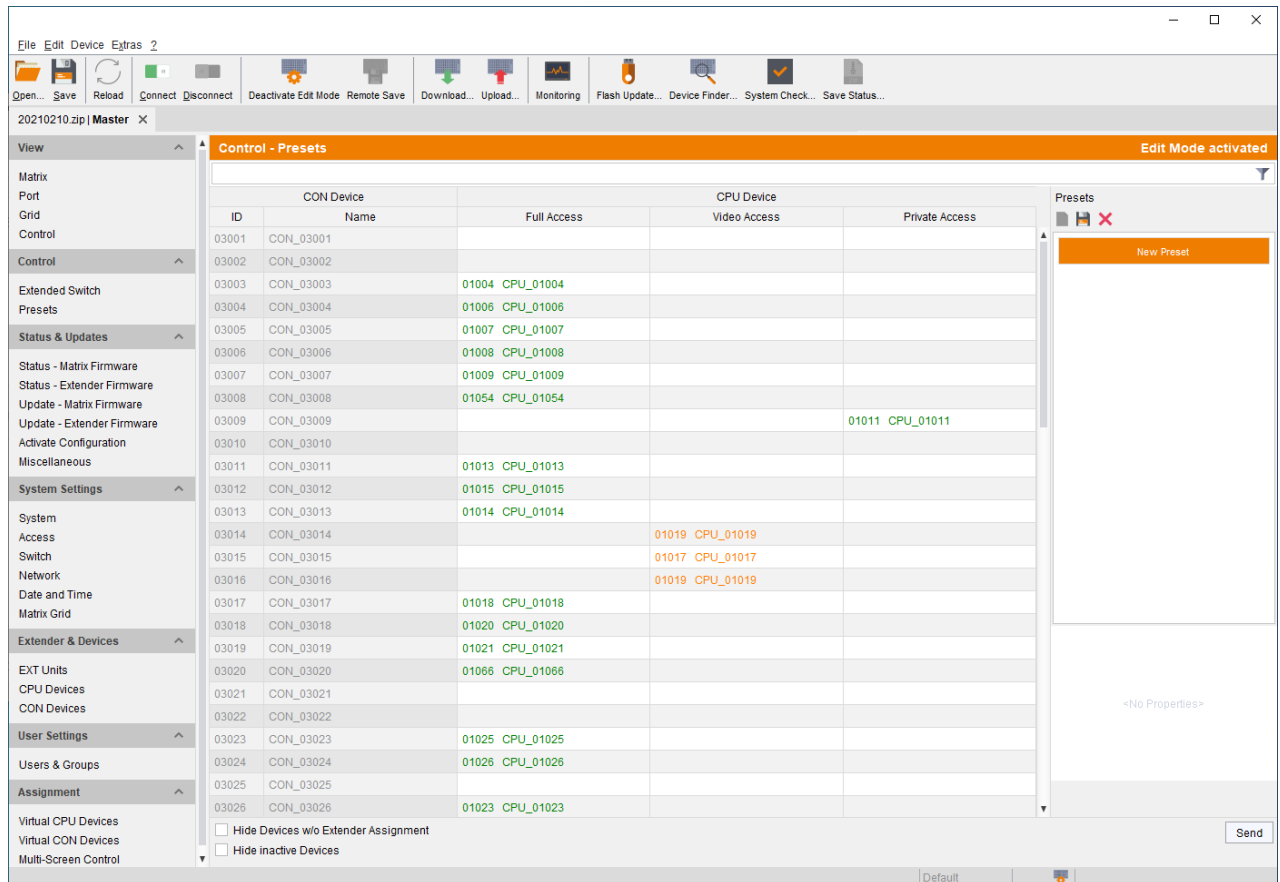 File Edit Device Extras ?
Open... Save Reload Connect Disconnect Deactivate Edit Mode Remote Save Download... Upload... Monitoring Flash Update... Device Finder... System Check... Save Status...
20210210.zip | Master
View
Matrix
Port
Grid
Control
Control
Extended Switch
Presets
Status & Updates
Status - Matrix Firmware
Status - Extender Firmware
Update - Matrix Firmware
Update - Extender Firmware
Activate Configuration
Miscellaneous
System Settings
System
Access
Switch
Network
Date and Time
Matrix Grid
Extender & Devices
EXT Units
CPU Devices
CON Devices
User Settings
Users & Groups
Assignment
Virtual CPU Devices
Virtual CON Devices
Multi-Screen Control
Control - Presets Edit Mode activated
CON Device CPU Device
ID Name Full Access Video Access Private Access
03001 CON_03001
03002 CON_03002
03003 CON_03003 01004 CPU_01004
03004 CON_03004 01006 CPU_01006
03005 CON_03005 01007 CPU_01007
03006 CON_03006 01008 CPU_01008
03007 CON_03007 01009 CPU_01009
03008 CON_03008 01054 CPU_01054
03009 CON_03009 01011 CPU_01011
03010 CON_03010
03011 CON_03011 01013 CPU_01013
03012 CON_03012 01015 CPU_01015
03013 CON_03013 01014 CPU_01014
03014 CON_03014 01019 CPU_01019
03015 CON_03015 01017 CPU_01017
03016 CON_03016 01019 CPU_01019
03017 CON_03017 01018 CPU_01018
03018 CON_03018 01020 CPU_01020
03019 CON_03019 01021 CPU_01021
03020 CON_03020 01066 CPU_01066
03021 CON_03021
03022 CON_03022
03023 CON_03023 01025 CPU_01025
03024 CON_03024 01026 CPU_01026
03025 CON_03025
03026 CON_03026 01023 CPU_01023
Hide Devices w/o Extender Assignment
Hide inactive Devices
Presets
New Preset
<No Properties>
Send
Default